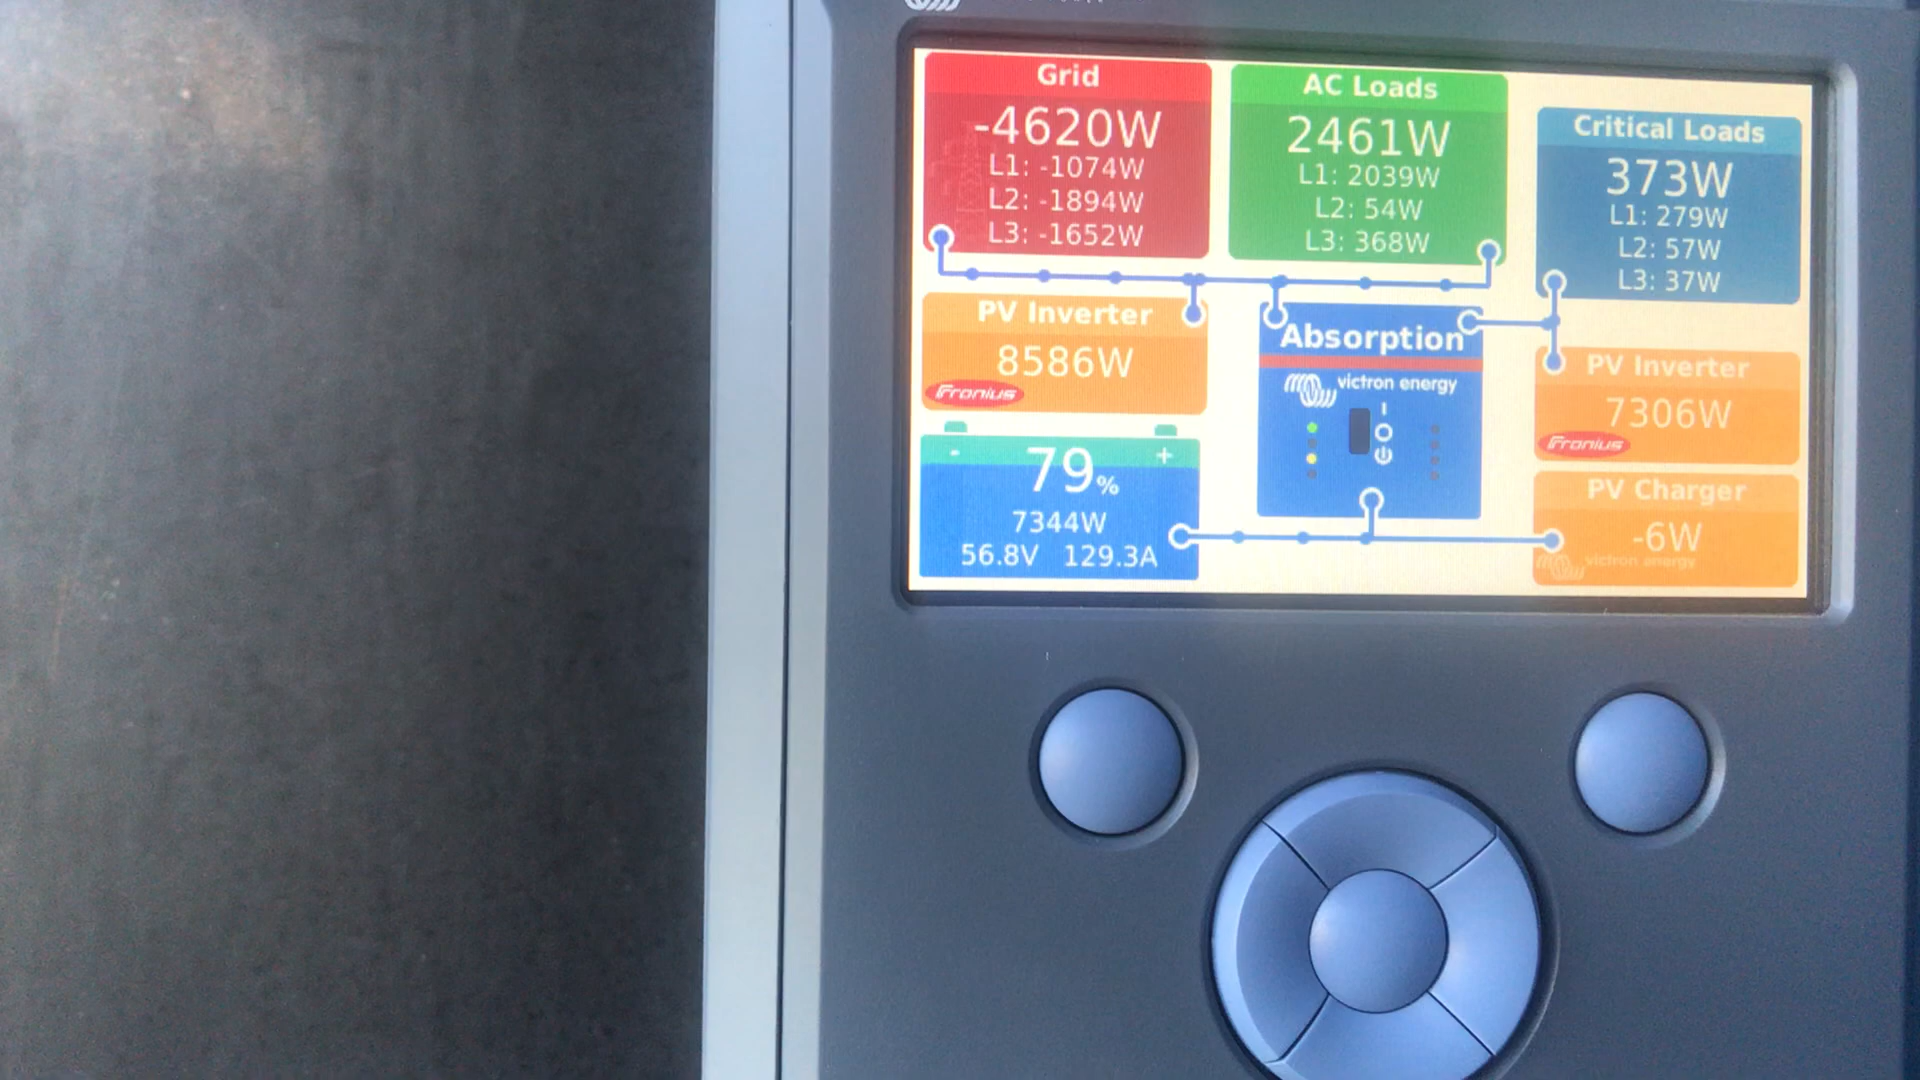 Grid
-4620W
L1: -1074W
L2: -1894W
L3: -1652W
AC Loads
2461W
L1: 2039W
L2: 54W
L3: 368W
Critical Loads
373W
L1: 279W
L2: 57W
L3: 37W
PV Inverter
8586W
Fronius
Absorption
victron energy
PV Inverter
7306W
Fronius
- +
79%
7344W
56.8V 129.3A
PV Charger
-6W
victron energy